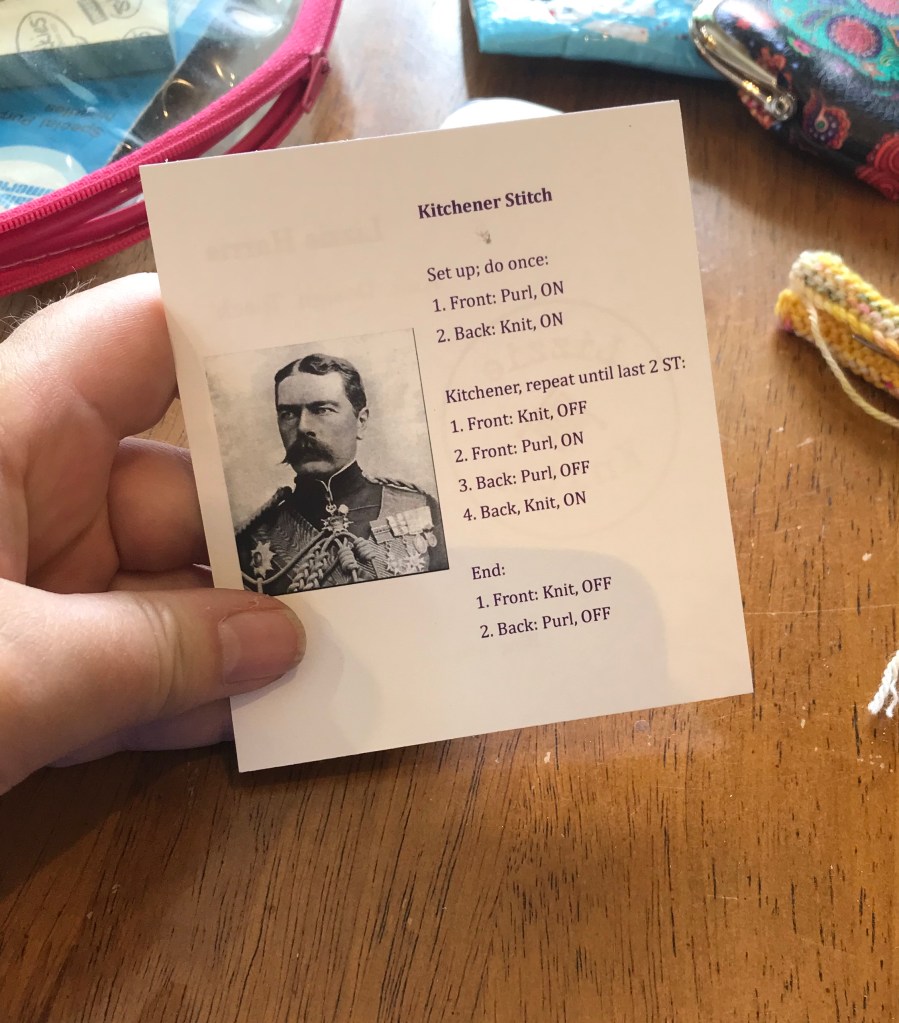 Kitchener Stitch
Set up; do once:
1. Front: Purl, ON
2. Back: Knit, ON
Kitchener, repeat until last 2 ST:
1. Front: Knit, OFF
2. Front: Purl, ON
3. Back: Purl, OFF
4. Back, Knit, ON
End:
1. Front: Knit, OFF
2. Back: Purl, OFF